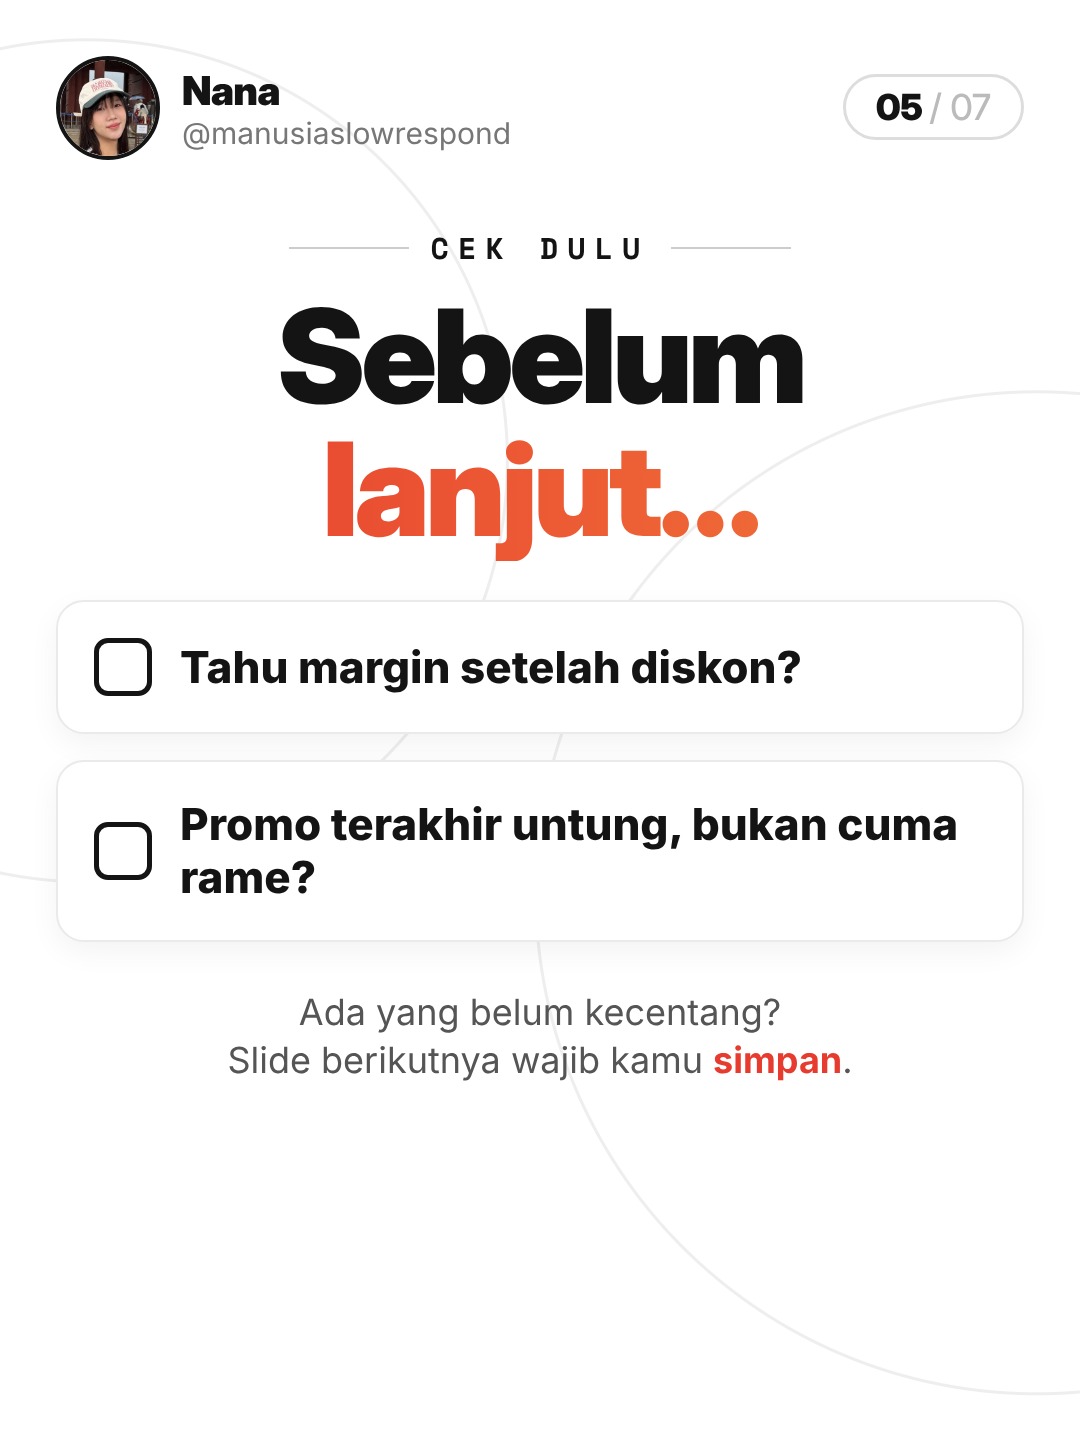 Nana
@manusiaslowrespond
05 / 07
CEK DULU
Sebelum
lanjut...
Tahu margin setelah diskon?
Promo terakhir untung, bukan cuma
rame?
Ada yang belum kecentang?
Slide berikutnya wajib kamu simpan.